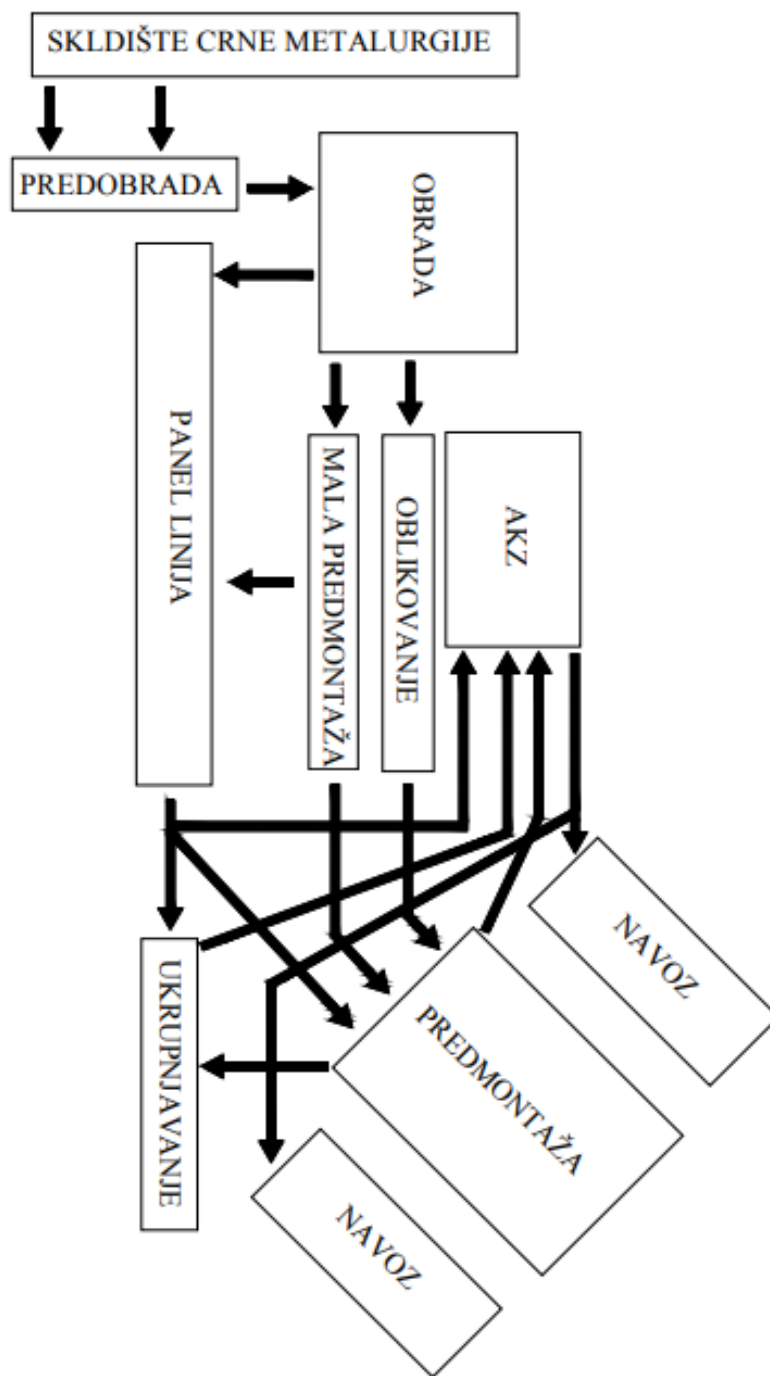 SKLDIŠTE CRNE METALURGIJE
PREDOBRADA
OBRADA
PANEL LINIJA
MALA PREDMONTAŽA
OBLIKOVANJE
AKZ
NAVOZ
PREDMONTAŽA
UKRUPNJAVANJE
NAVOZ